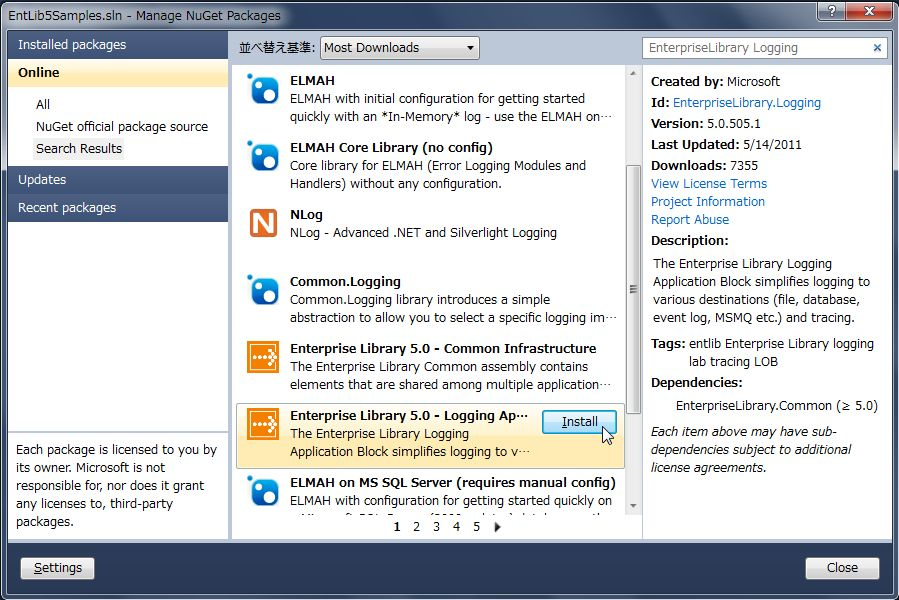 EntLib5Samples.sln - Manage NuGet Packages
Installed packages
Online
All
NuGet official package source
Search Results
Updates
Recent packages
Each package is licensed to you by
its owner. Microsoft is not
responsible for, nor does it grant
any licenses to, third-party
packages.
並べ替え基準: Most Downloads
ELMAH
ELMAH with initial configuration for getting started
quickly with an *In-Memory* log - use the ELMAH on…
ELMAH Core Library (no config)
Core library for ELMAH (Error Logging Modules and
Handlers) without any configuration.
NLog
NLog - Advanced .NET and Silverlight Logging
Common.Logging
Common.Logging library introduces a simple
abstraction to allow you to select a specific logging im…
Enterprise Library 5.0 - Common Infrastructure
The Enterprise Library Common assembly contains
elements that are shared among multiple application…
Enterprise Library 5.0 - Logging Ap…
Install
The Enterprise Library Logging
Application Block simplifies logging to v…
ELMAH on MS SQL Server (requires manual config)
ELMAH with configuration for getting started quickly on
1 2 3 4 5
EnterpriseLibrary Logging
Created by: Microsoft
Id: EnterpriseLibrary.Logging
Version: 5.0.505.1
Last Updated: 5/14/2011
Downloads: 7355
View License Terms
Project Information
Report Abuse
Description:
The Enterprise Library Logging
Application Block simplifies logging to
various destinations (file, database,
event log, MSMQ etc.) and tracing.
Tags: entlib Enterprise Library logging
lab tracing LOB
Dependencies:
EnterpriseLibrary.Common (≥ 5.0)
Each item above may have sub-
dependencies subject to additional
license agreements.
Settings
Close